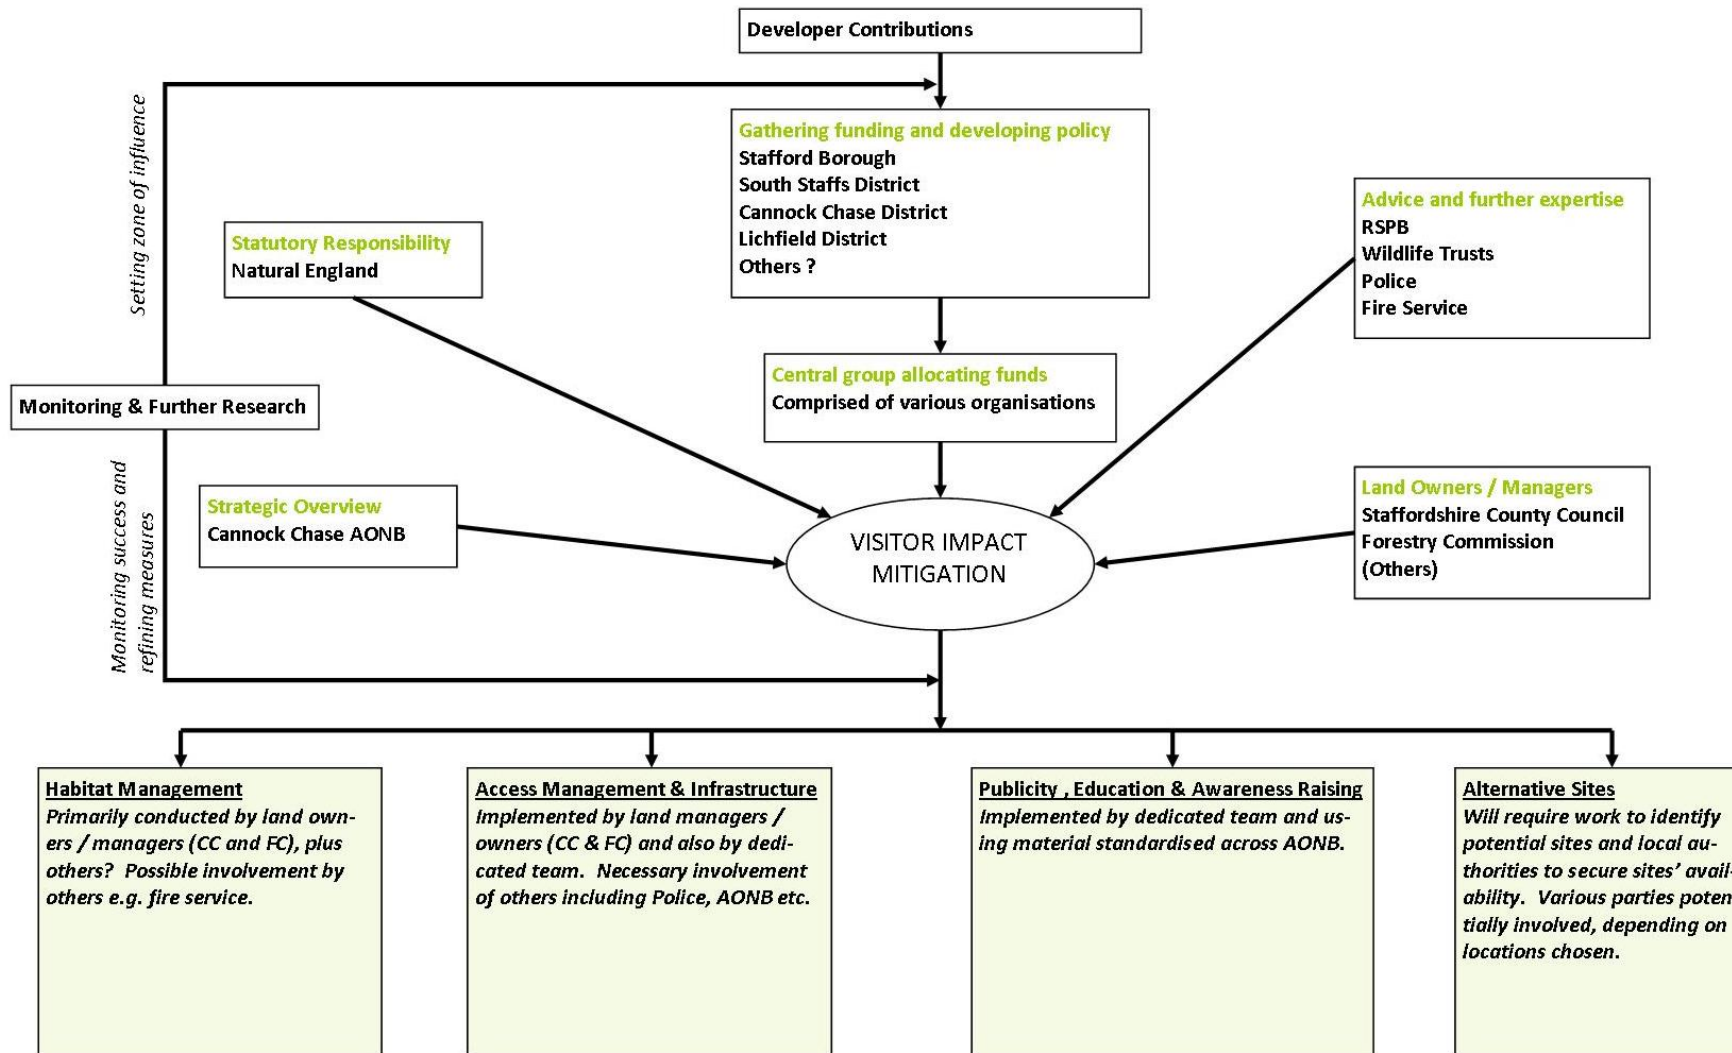 Developer Contributions
Setting zone of influence
Gathering funding and developing policy
Stafford Borough
South Staffs District
Cannock Chase District
Lichfield District
Others ?
Statutory Responsibility
Natural England
Advice and further expertise
RSPB
Wildlife Trusts
Police
Fire Service
Central group allocating funds
Comprised of various organisations
Monitoring & Further Research
Monitoring success and
refining measures
Strategic Overview
Cannock Chase AONB
VISITOR IMPACT
MITIGATION
Land Owners / Managers
Staffordshire County Council
Forestry Commission
(Others)
Habitat Management
Primarily conducted by land own-
ers / managers (CC and FC), plus
others? Possible involvement by
others e.g. fire service.
Access Management & Infrastructure
Implemented by land managers /
owners (CC & FC) and also by dedi-
cated team. Necessary involvement
of others including Police, AONB etc.
Publicity , Education & Awareness Raising
Implemented by dedicated team and us-
ing material standardised across AONB.
Alternative Sites
Will require work to identify
potential sites and local au-
thorities to secure sites' avail-
ability. Various parties poten-
tially involved, depending on
locations chosen.